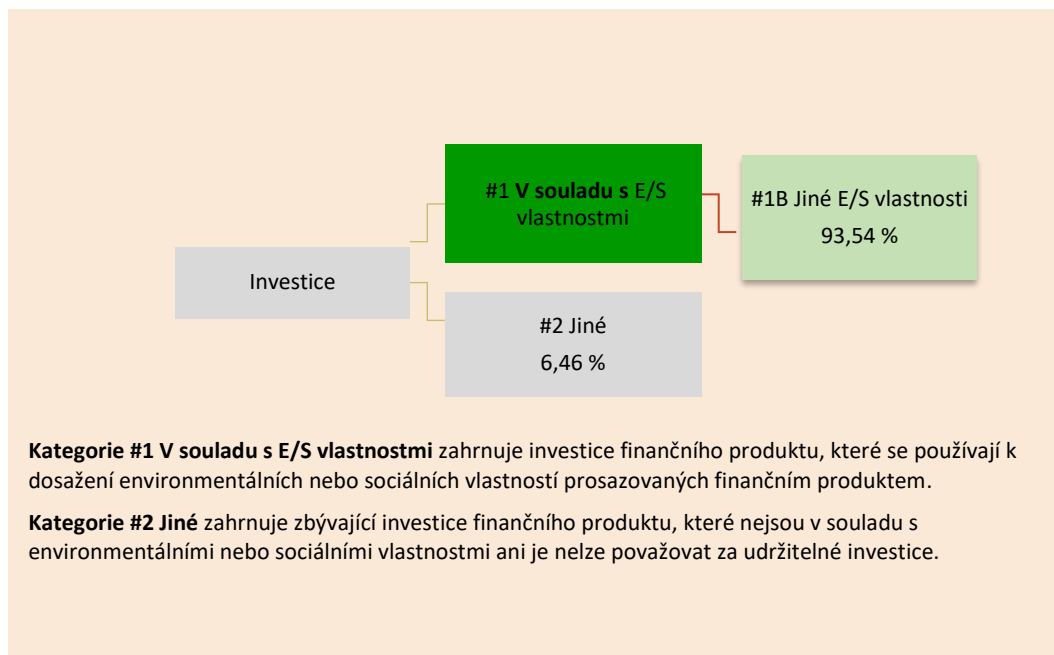 #1 V souladu s E/S
vlastnostmi
#1B Jiné E/S vlastnosti
93,54 %
Investice
#2 Jiné
6,46 %
Kategorie #1 V souladu s E/S vlastnostmi zahrnuje investice finančního produktu, které se používají k
dosažení environmentálních nebo sociálních vlastností prosazovaných finančním produktem.
Kategorie #2 Jiné zahrnuje zbývající investice finančního produktu, které nejsou v souladu s
environmentálními nebo sociálními vlastnostmi ani je nelze považovat za udržitelné investice.